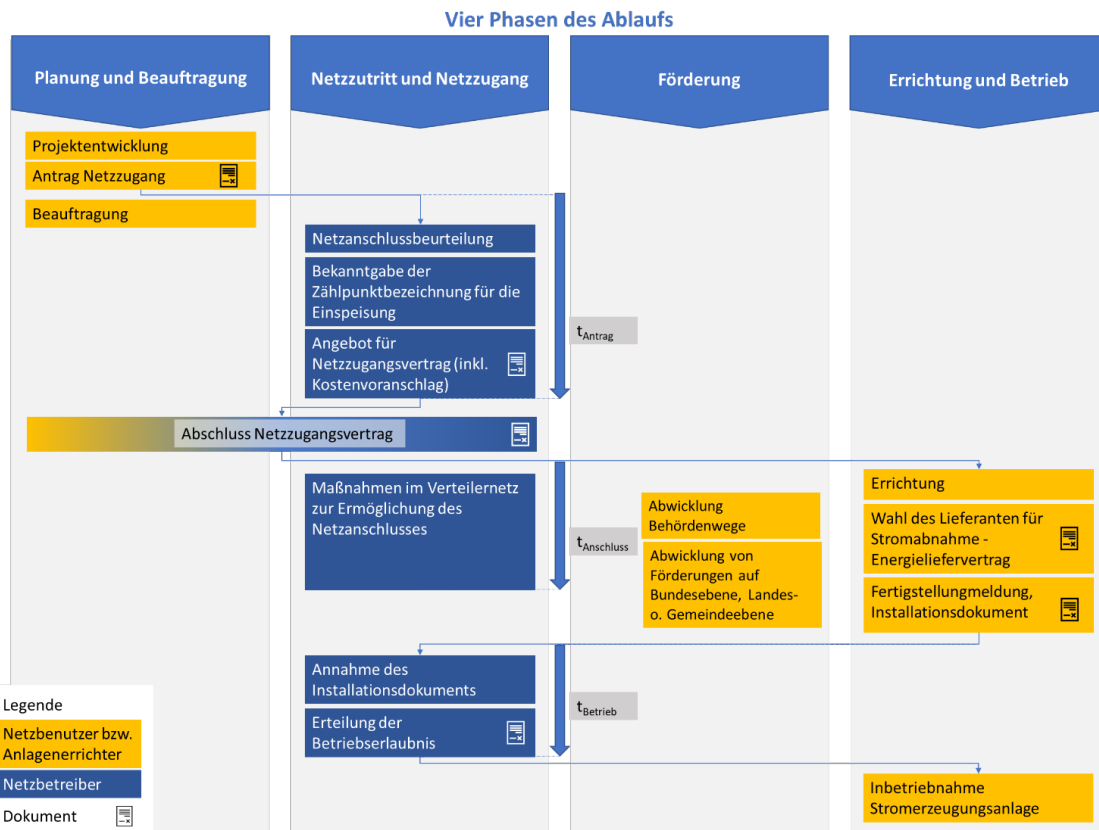 Vier Phasen des Ablaufs
Planung und Beauftragung
Netzzutritt und Netzzugang
Förderung
Errichtung und Betrieb
Projektentwicklung
Antrag Netzzugang
Beauftragung
Netzanschlussbeurteilung
Bekanntgabe der
Zählpunktbezeichnung für die
Einspeisung
Angebot für
Netzzugangsvertrag (inkl.
Kostenvoranschlag)
tAntrag
Abschluss Netzzugangsvertrag
Maßnahmen im Verteilernetz
zur Ermöglichung des
Netzanschlusses
tAnschluss
Abwicklung
Behördenwege
Abwicklung von
Förderungen auf
Bundesebene, Landes-
o. Gemeindeebene
Errichtung
Wahl des Lieferanten für
Stromabnahme -
Energieliefervertrag
Fertigstellungmeldung,
Installationsdokument
Annahme des
Installationsdokuments
Erteilung der
Betriebserlaubnis
tBetrieb
Inbetriebnahme
Stromerzeugungsanlage
Legende
Netzbenutzer bzw.
Anlagenerrichter
Netzbetreiber
Dokument